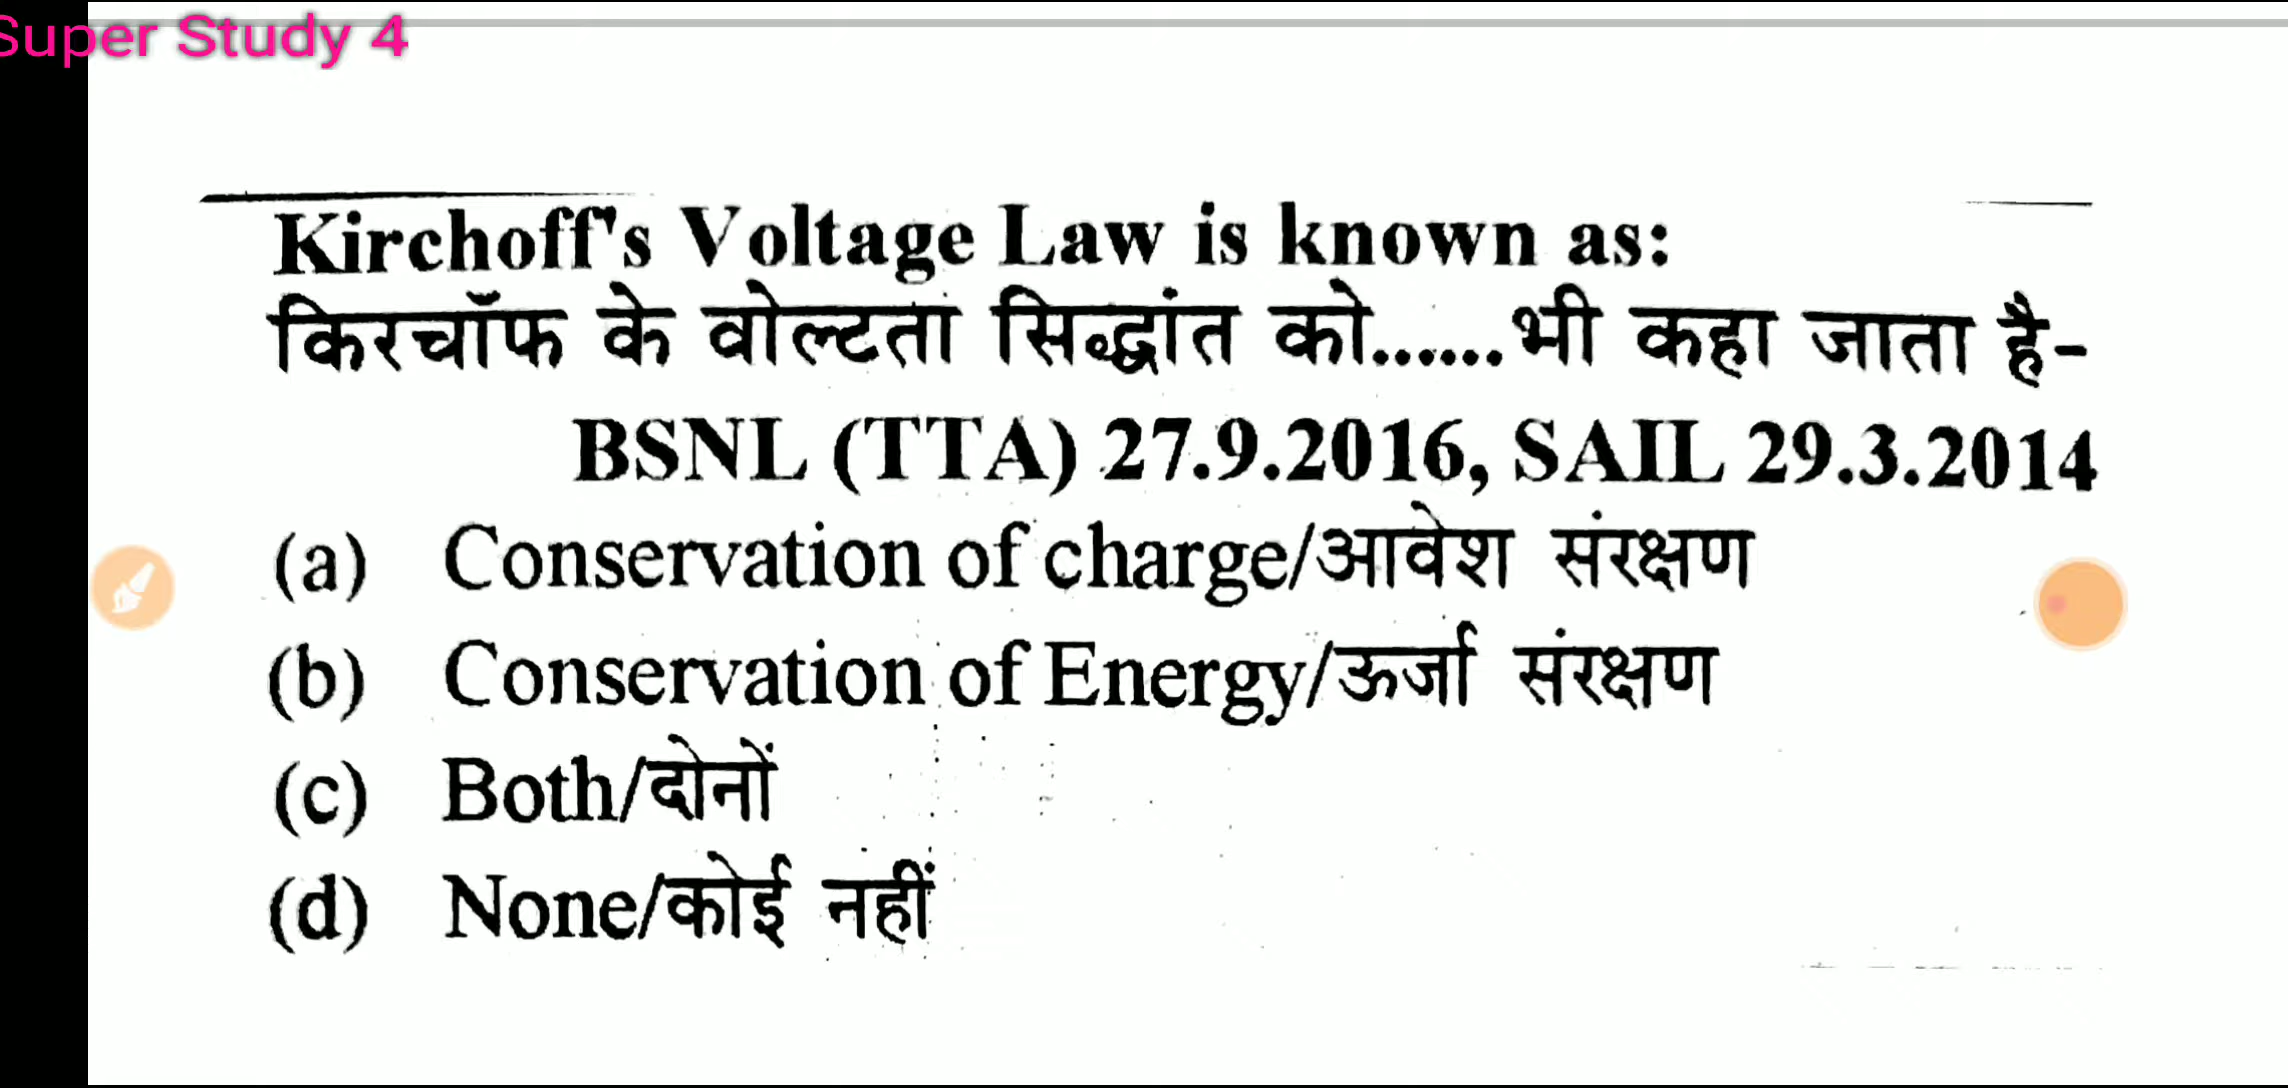 Super Study 4
Kirchoff's Voltage Law is known as:
किरचॉफ के वोल्टता सिद्धांत को......भी कहा जाता है-
BSNL (TTA) 27.9.2016, SAIL 29.3.2014
(a) Conservation of charge/आवेश संरक्षण
(b) Conservation of Energy/ऊर्जा संरक्षण
(c) Both/दोनों
(d) None/कोई नहीं